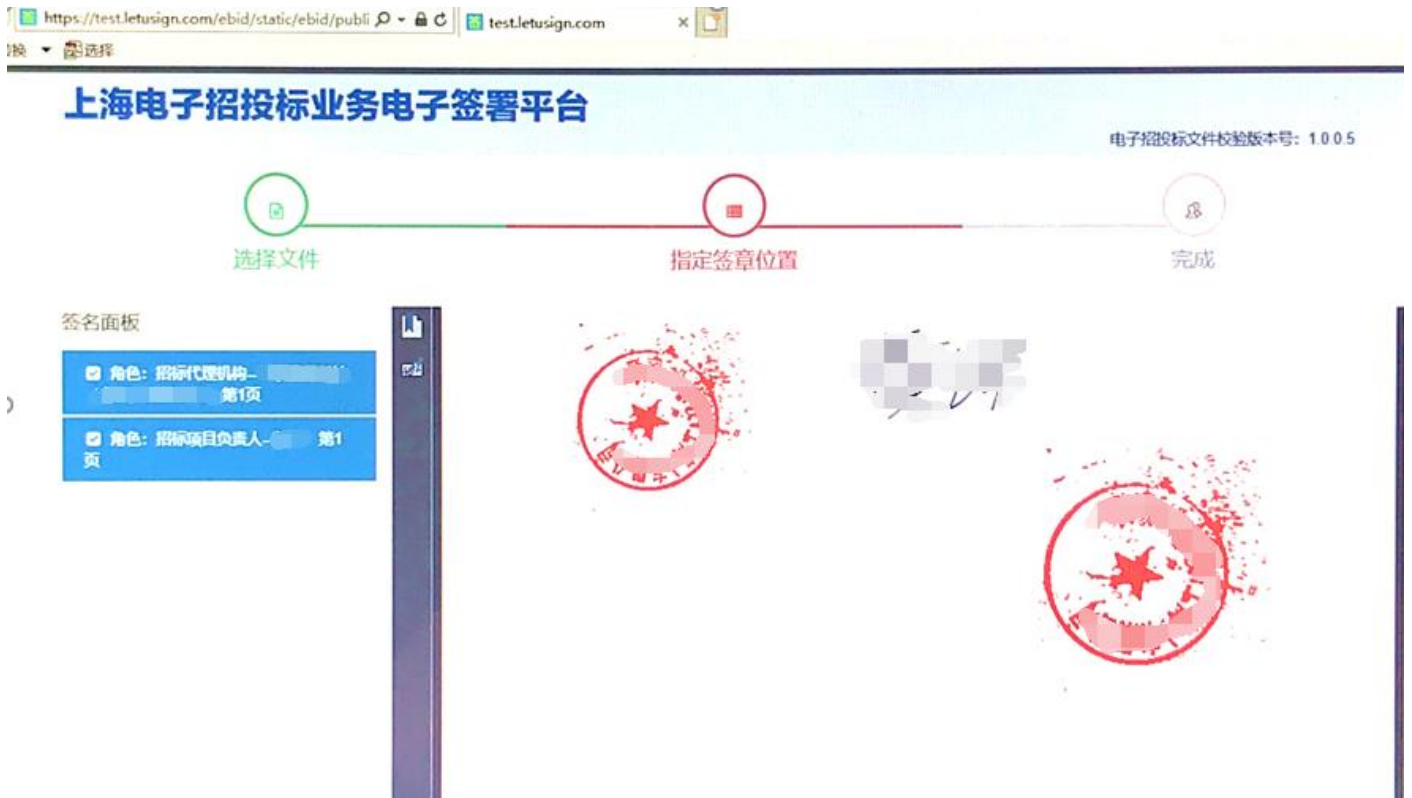 https://test.letusign.com/ebid/static/ebid/publi
test.letusign.com
换 选择
上海电子招投标业务电子签署平台
电子招投标文件校验版本号：1.0.0.5
选择文件
指定签章位置
完成
签名面板
角色：招标代理机构-
第1页
角色：招标项目负责人- 第1
页